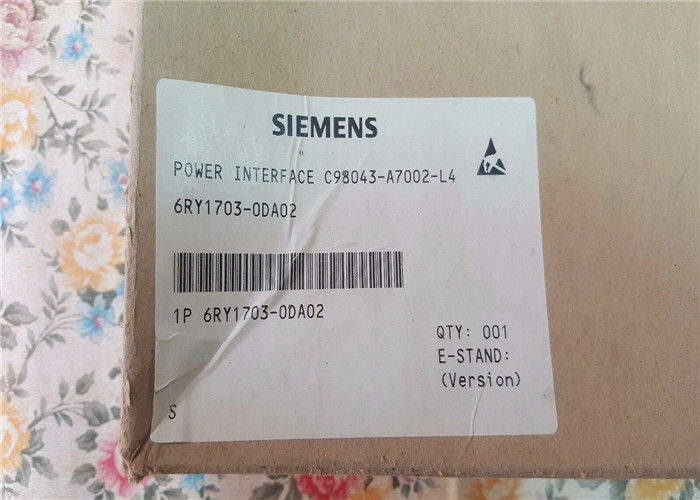 SIEMENS
POWER INTERFACE C98043-A7002-L4
6RY1703-0DA02
1P 6RY1703-0DA02
QTY: 001
E-STAND:
(Version)
S